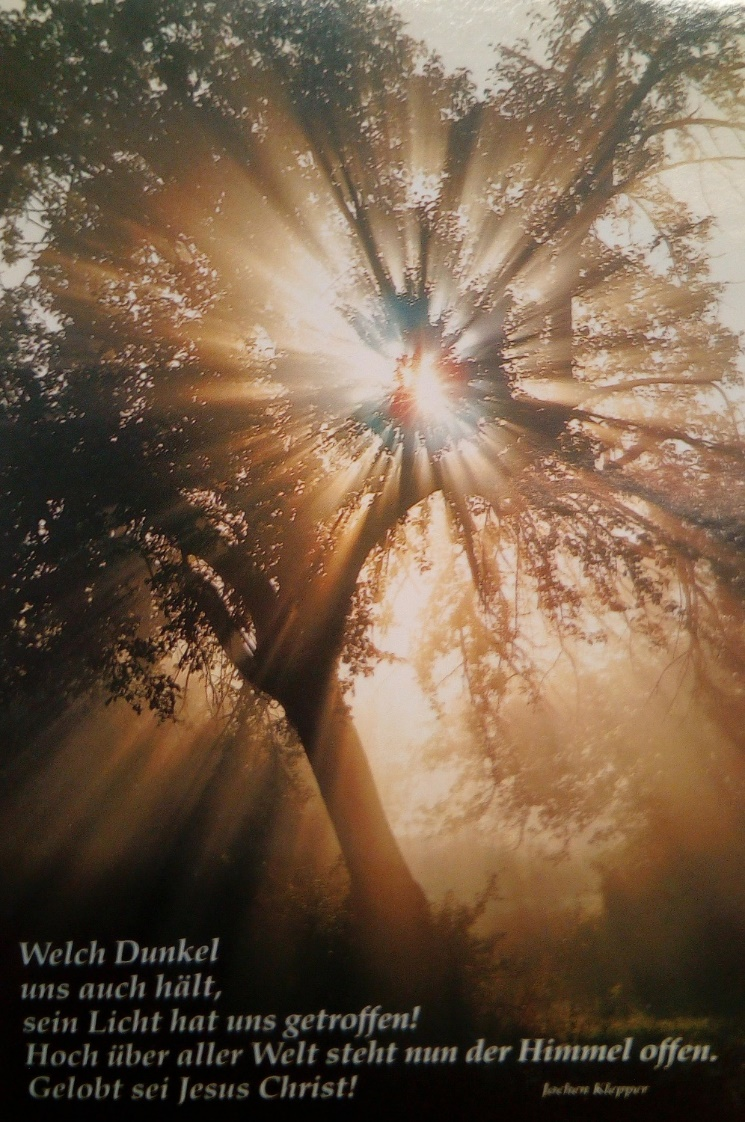 Welch Dunkel
uns auch hält,
sein Licht hat uns getroffen!
Hoch über aller Welt steht nun der Himmel offen.
Gelobt sei Jesus Christ!
Jochen Klepper